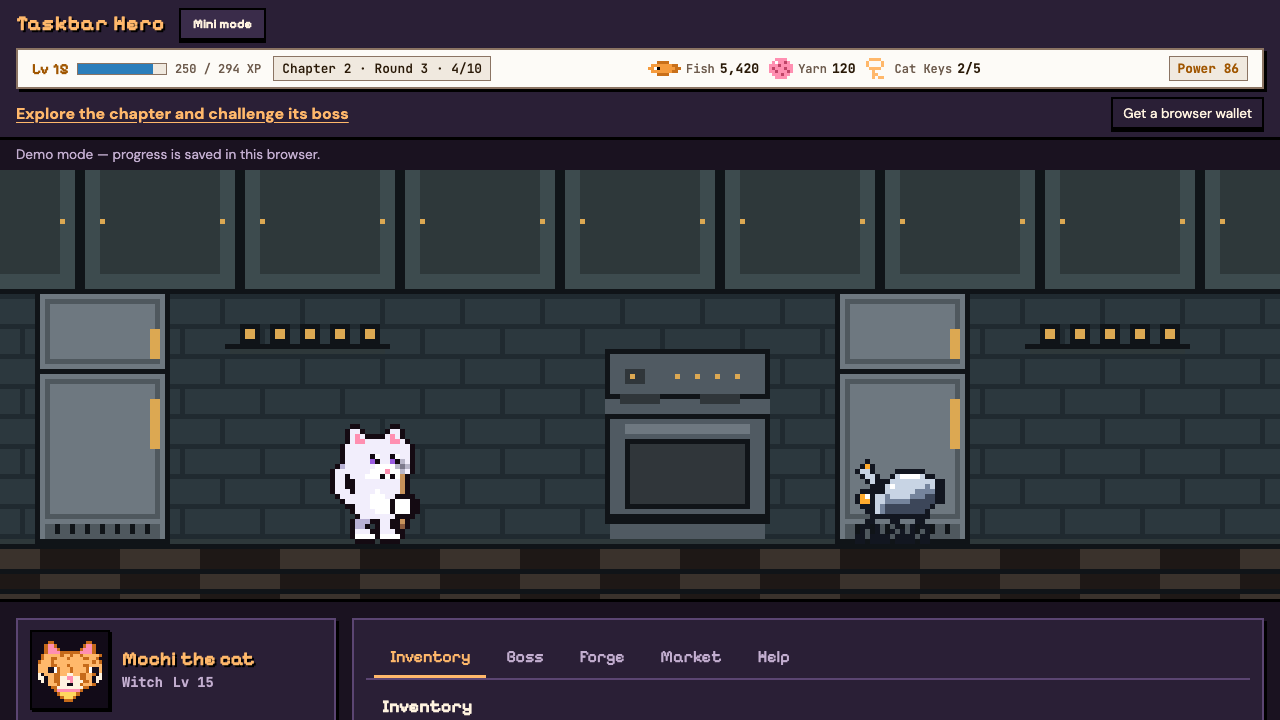 Taskbar Hero
Mini mode
Lv 18
250 / 294 XP
Chapter 2 · Round 3 · 4/10
Fish 5,420
Yarn 120
Cat Keys 2/5
Power 86
Explore the chapter and challenge its boss
Get a browser wallet
Demo mode — progress is saved in this browser.
Mochi the cat
Witch Lv 15
Inventory
Boss
Forge
Market
Help
Inventory